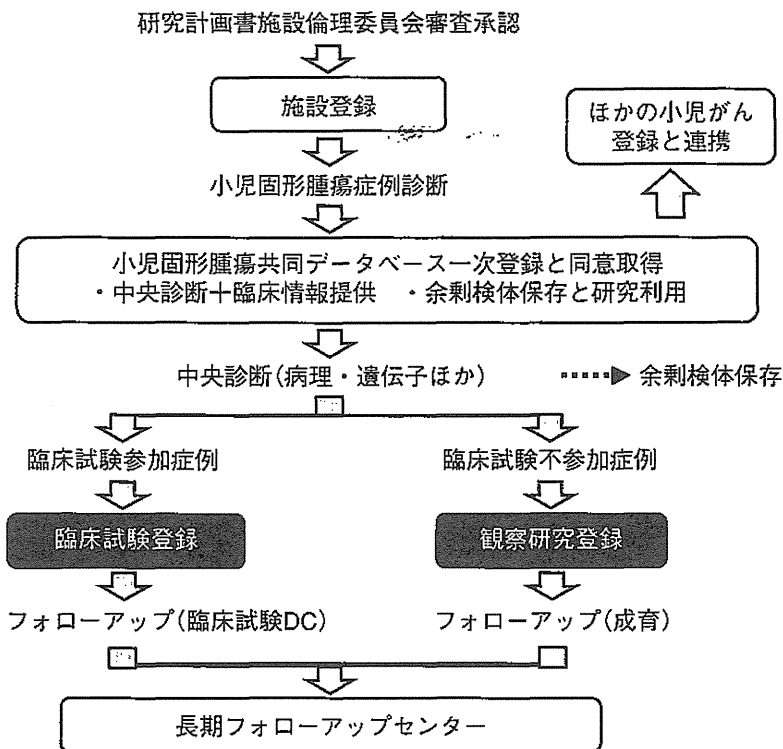 研究計画書施設倫理委員会審査承認
施設登録
ほかの小児がん
登録と連携
小児固形腫瘍症例診断
小児固形腫瘍共同データベース一次登録と同意取得
・中央診断＋臨床情報提供　・余剰検体保存と研究利用
中央診断(病理・遺伝子ほか)
余剰検体保存
臨床試験参加症例
臨床試験不参加症例
臨床試験登録
観察研究登録
フォローアップ(臨床試験DC)
フォローアップ(成育)
長期フォローアップセンター